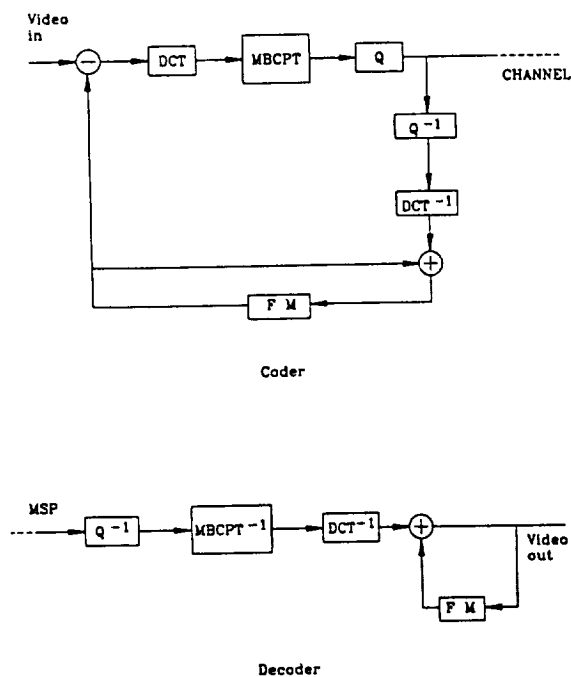 Video
in
−
DCT
MBCPT
Q
CHANNEL
Q⁻¹
DCT⁻¹
+
F M
Coder
MSP
Q⁻¹
MBCPT⁻¹
DCT⁻¹
+
Video
out
F M
Decoder